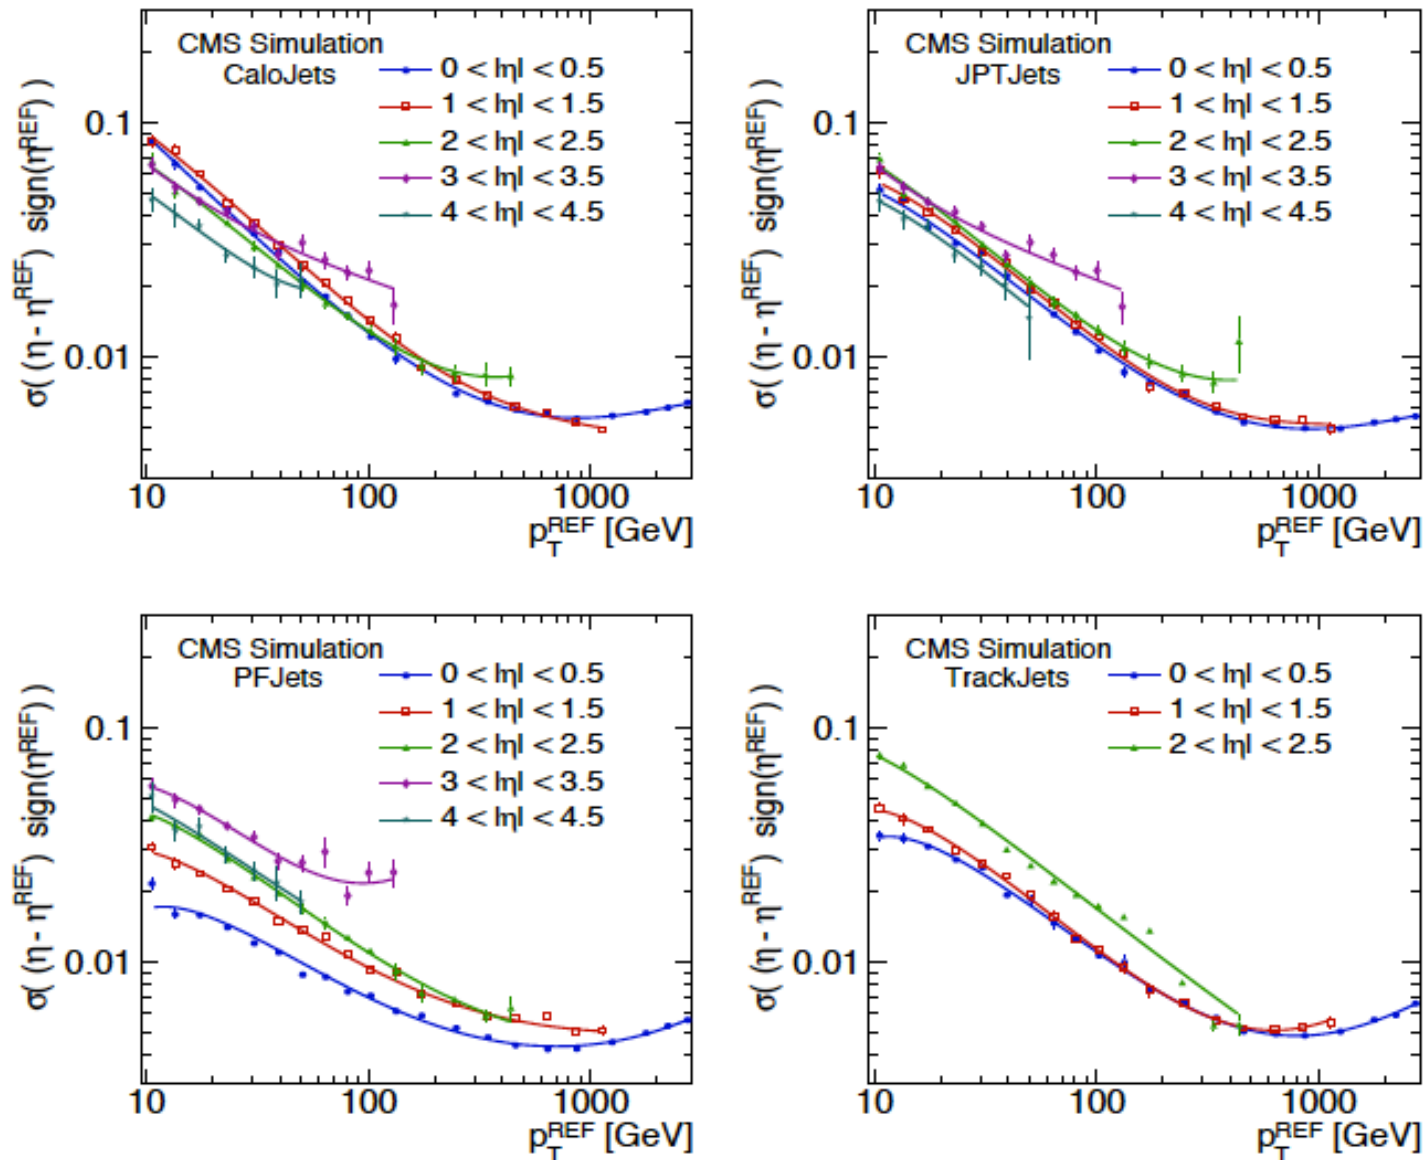 CMS Simulation
CaloJets
0 < |η| < 0.5
1 < |η| < 1.5
2 < |η| < 2.5
3 < |η| < 3.5
4 < |η| < 4.5
0.1
0.01
σ( (η - η^REF) sign(η^REF) )
10 100 1000
p_T^REF [GeV]
CMS Simulation
JPTJets
0 < |η| < 0.5
1 < |η| < 1.5
2 < |η| < 2.5
3 < |η| < 3.5
4 < |η| < 4.5
0.1
0.01
σ( (η - η^REF) sign(η^REF) )
10 100 1000
p_T^REF [GeV]
CMS Simulation
PFJets
0 < |η| < 0.5
1 < |η| < 1.5
2 < |η| < 2.5
3 < |η| < 3.5
4 < |η| < 4.5
0.1
0.01
σ( (η - η^REF) sign(η^REF) )
10 100 1000
p_T^REF [GeV]
CMS Simulation
TrackJets
0 < |η| < 0.5
1 < |η| < 1.5
2 < |η| < 2.5
0.1
0.01
σ( (η - η^REF) sign(η^REF) )
10 100 1000
p_T^REF [GeV]